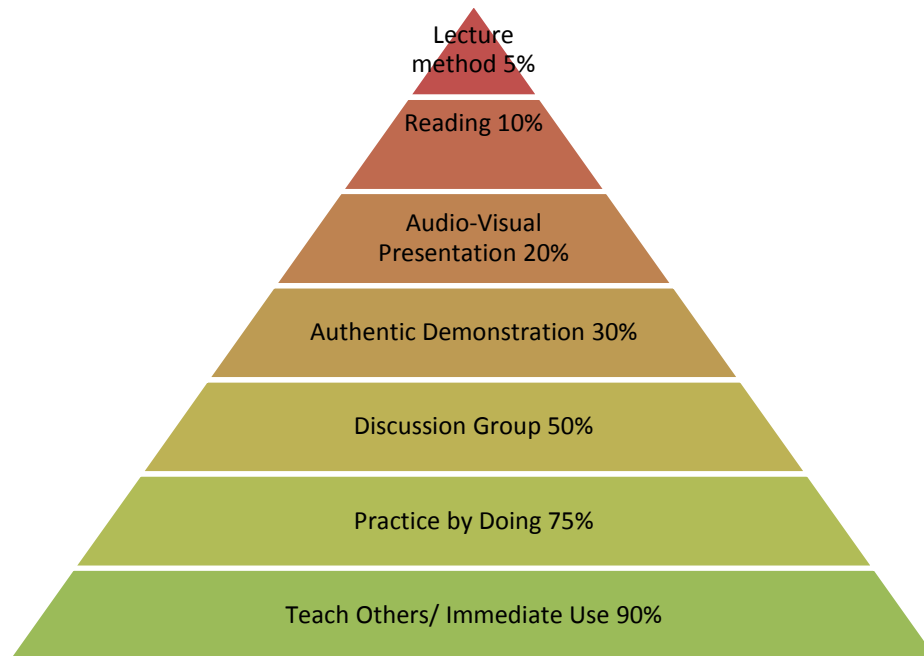 Lecture
method 5%
Reading 10%
Audio-Visual
Presentation 20%
Authentic Demonstration 30%
Discussion Group 50%
Practice by Doing 75%
Teach Others/ Immediate Use 90%